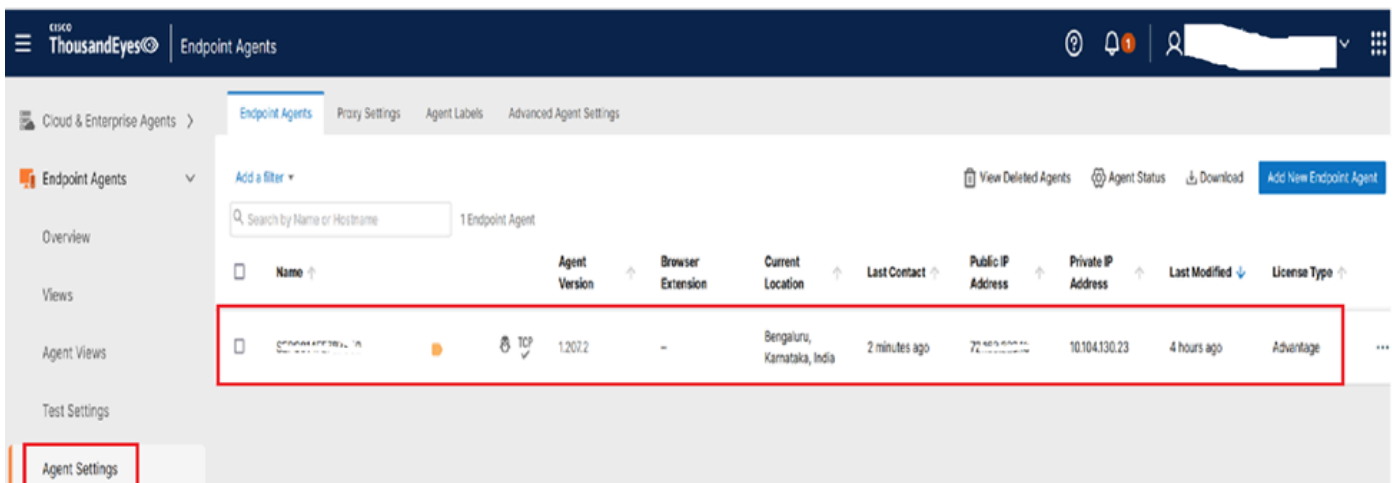 CISCO
ThousandEyes
Endpoint Agents
1
Cloud & Enterprise Agents
Endpoint Agents
Overview
Views
Agent Views
Test Settings
Agent Settings
Endpoint Agents Proxy Settings Agent Labels Advanced Agent Settings
Add a filter
View Deleted Agents Agent Status Download Add New Endpoint Agent
Search by Name or Hostname 1 Endpoint Agent
Name Agent Version Browser Extension Current Location Last Contact Public IP Address Private IP Address Last Modified License Type
TCP 1.207.2 – Bengaluru, Karnataka, India 2 minutes ago 10.104.130.23 4 hours ago Advantage ...